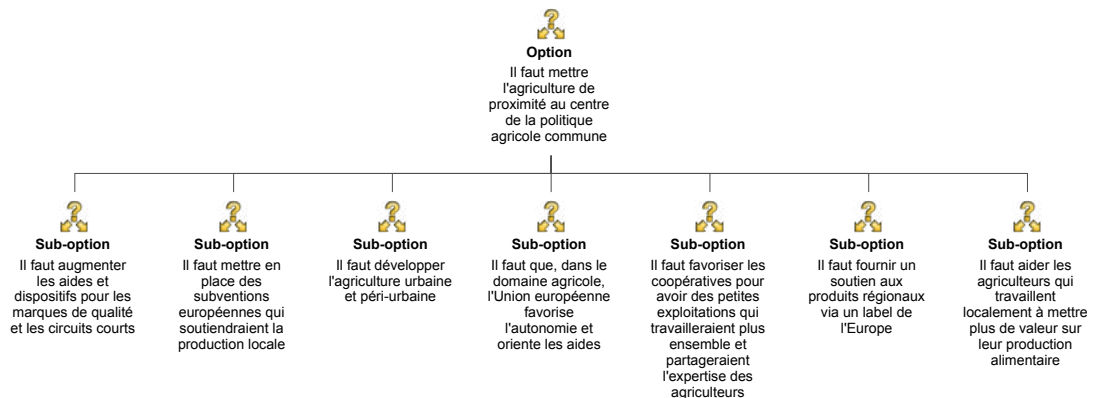 Option
Il faut mettre
l'agriculture de
proximité au centre
de la politique
agricole commune
Sub-option
Il faut augmenter
les aides et
dispositifs pour les
marques de qualité
et les circuits courts
Sub-option
Il faut mettre en
place des
subventions
européennes qui
soutiendraient la
production locale
Sub-option
Il faut développer
l'agriculture urbaine
et péri-urbaine
Sub-option
Il faut que, dans le
domaine agricole,
l'Union européenne
favorise
l'autonomie et
oriente les aides
Sub-option
Il faut favoriser les
coopératives pour
avoir des petites
exploitations qui
travailleraient plus
ensemble et
partageraient
l'expertise des
agriculteurs
Sub-option
Il faut fournir un
soutien aux
produits régionaux
via un label de
l'Europe
Sub-option
Il faut aider les
agriculteurs qui
travaillent
localement à mettre
plus de valeur sur
leur production
alimentaire